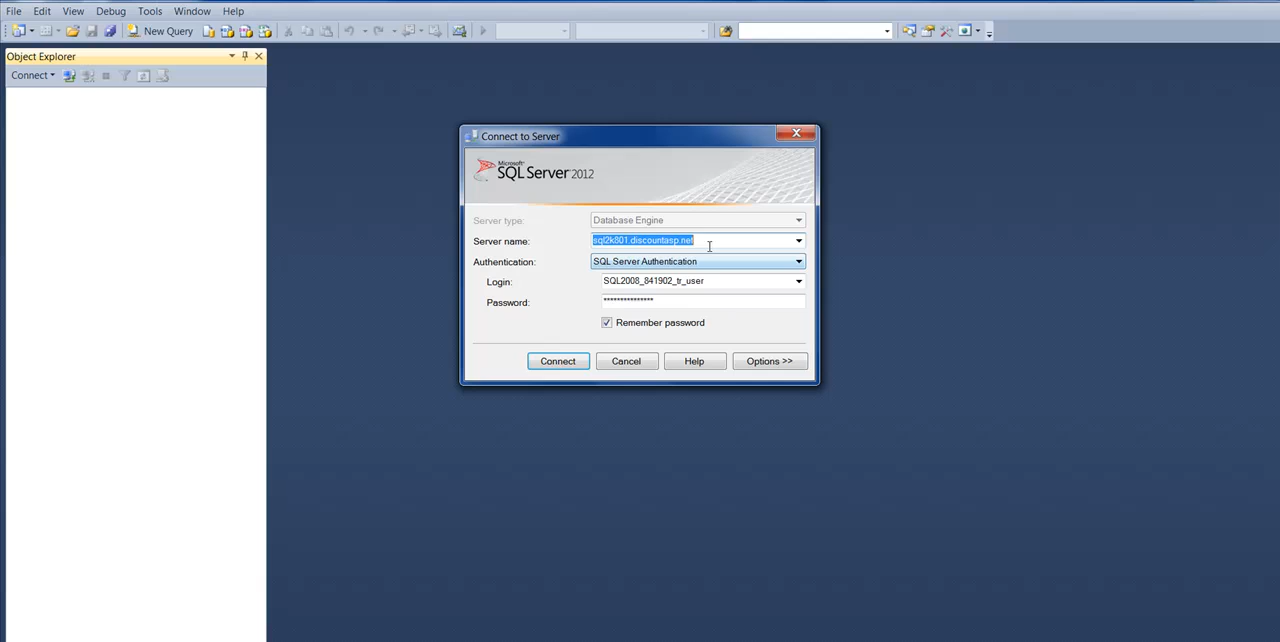 File Edit View Debug Tools Window Help
New Query
Object Explorer
Connect
Connect to Server
Microsoft®
SQL Server 2012
Server type: Database Engine
Server name: sql2k801.discountasp.net
Authentication: SQL Server Authentication
Login: SQL2008_841902_tr_user
Password: ***************
Remember password
Connect Cancel Help Options >>